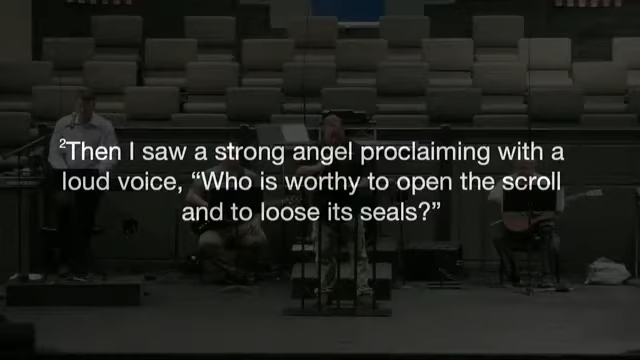 ²Then I saw a strong angel proclaiming with a
loud voice, “Who is worthy to open the scroll
and to loose its seals?”